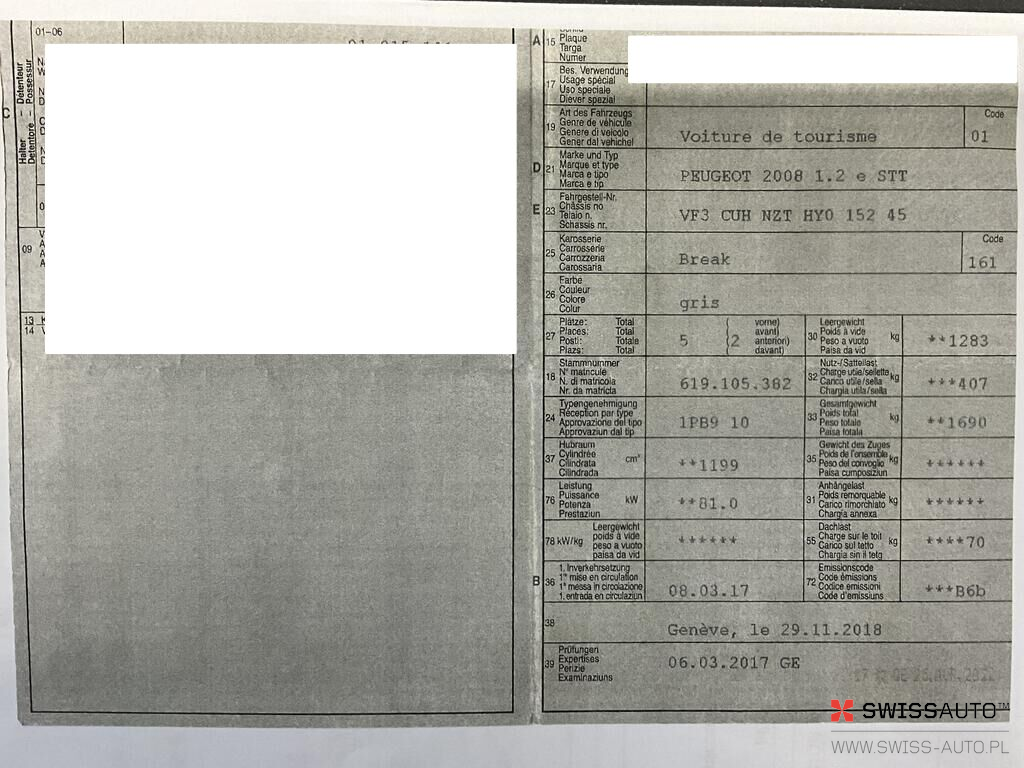 01-06
C
Halter - Détenteur
Detentore - Possessur
09
13
14
A 15
Plaque
Targa
Numer
17 Bes. Verwendung
Usage spécial
Uso speciale
Diever spezial
19 Art des Fahrzeugs
Genre de véhicule
Genere di veicolo
Gener dal vehichel
Voiture de tourisme
Code
01
D 21 Marke und Typ
Marque et type
Marca e tipo
Marca e tip
PEUGEOT 2008 1.2 e STT
E 23 Fahrgestell-Nr.
Châssis no
Telaio n.
Schassis nr.
VF3 CUH NZT HY0 152 45
25 Karosserie
Carrosserie
Carrozzeria
Carossaria
Break
Code
161
26 Farbe
Couleur
Colore
Colur
gris
27 Plätze: Total
Places: Total
Posti: Totale
Plazs: Total
5 (2 vorne)
avant)
anterior)
davant)
30 Leergewicht
Poids à vide
Peso a vuoto
Paisa da vid
kg
**1283
18 Stammnummer
N° matricule
N. di matricola
Nr. da matricla
619.105.382
32 Nutz-/Sattellast
Charge utile/sellette
Carico utile/sella
Chargia utila/sella
kg
***407
24 Typengenehmigung
Réception par type
Approvazione del tipo
Approvaziun dal tip
1PB9 10
33 Gesamtgewicht
Poids total
Peso totale
Paisa totala
kg
**1690
37 Hubraum
Cylindrée
Cilindrata
Cilindrada
cm³
**1199
35 Gewicht des Zuges
Poids de l'ensemble
Peso del convoglio
Paisa cumposiziun
kg
******
76 Leistung
Puissance
Potenza
Prestaziun
kW
**81.0
31 Anhängelast
Poids remorquable
Carico rimorchiato
Chargia annexa
kg
******
78 kW/kg Leergewicht
poids à vide
peso a vuoto
paisa da vid
******
55 Dachlast
Charge sur le toit
Carico sul tetto
Chargia sin il tetg
kg
****70
B 36 1. Inverkehrsetzung
1re mise en circulation
1a messa in circolazione
1. entrada en circulaziun
08.03.17
72 Emissionscode
Code émissions
Codice emissioni
Code d'emissiuns
***B6b
38
Genève, le 29.11.2018
39 Prüfungen
Expertises
Perizie
Examinaziuns
06.03.2017 GE
SWISSAUTO™
WWW.SWISS-AUTO.PL